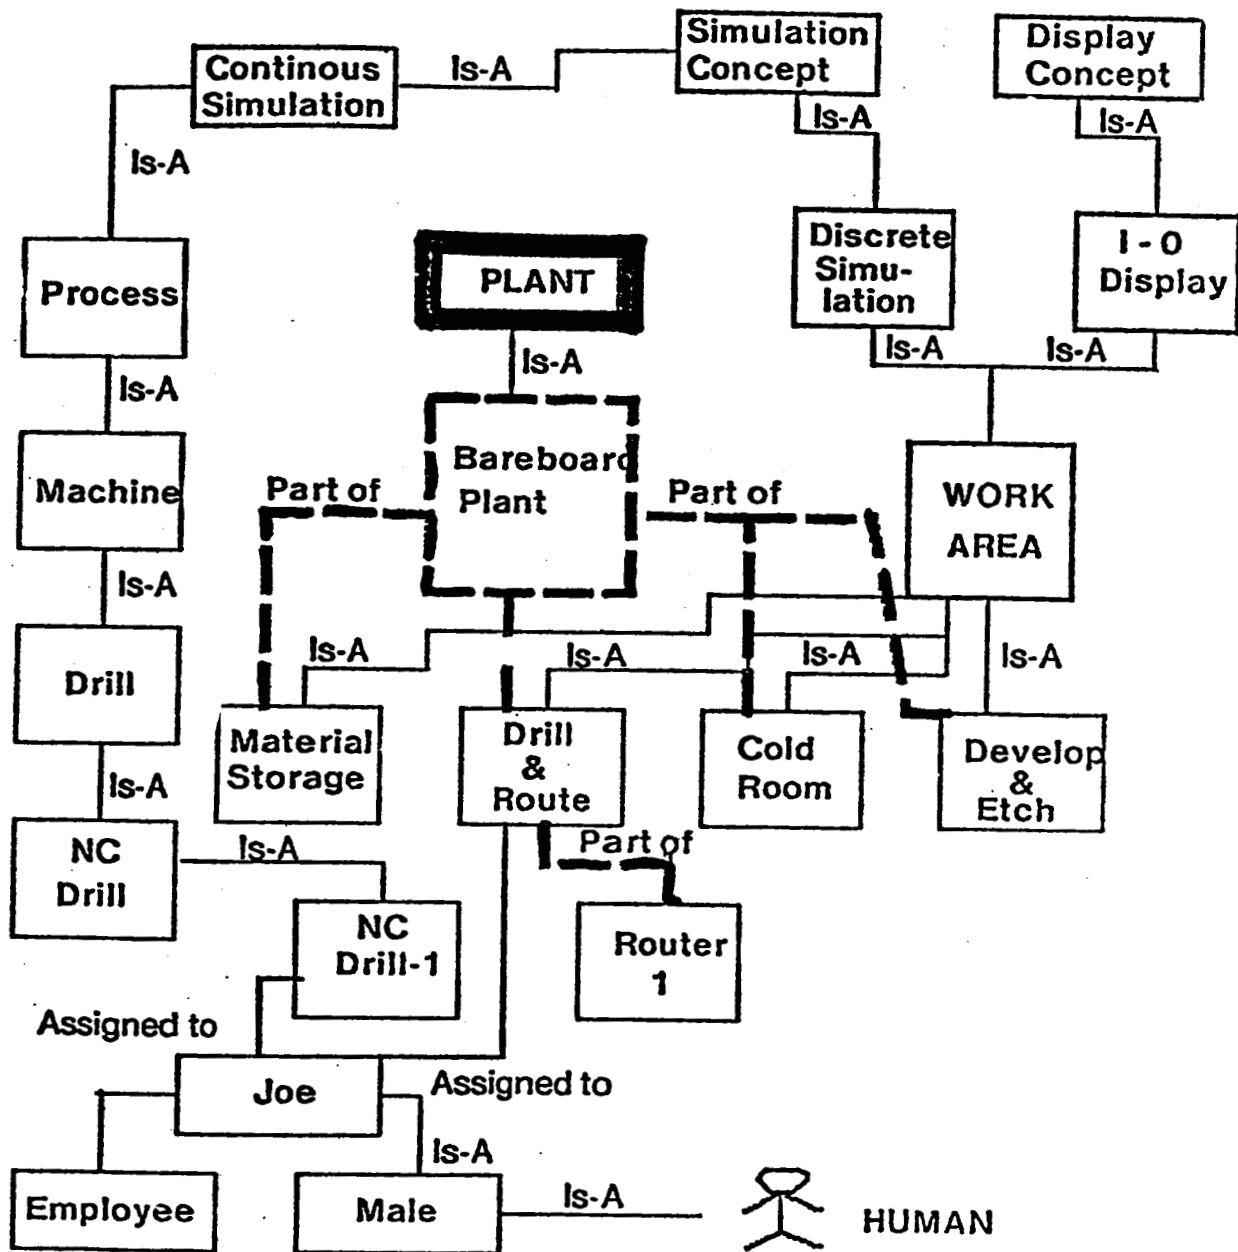 Simulation
Concept
Display
Concept
Continous
Simulation
Is-A
Is-A
Is-A
Is-A
Process
PLANT
Discrete
Simu-
lation
I - O
Display
Is-A
Is-A
Is-A
Is-A
Machine
Part of
Bareboard
Plant
Part of
WORK
AREA
Is-A
Is-A
Is-A
Is-A
Is-A
Drill
Material
Storage
Drill
&
Route
Cold
Room
Develop
&
Etch
Is-A
NC
Drill
Is-A
Part of
NC
Drill-1
Router
1
Assigned to
Joe
Assigned to
Is-A
Employee
Male
Is-A
HUMAN